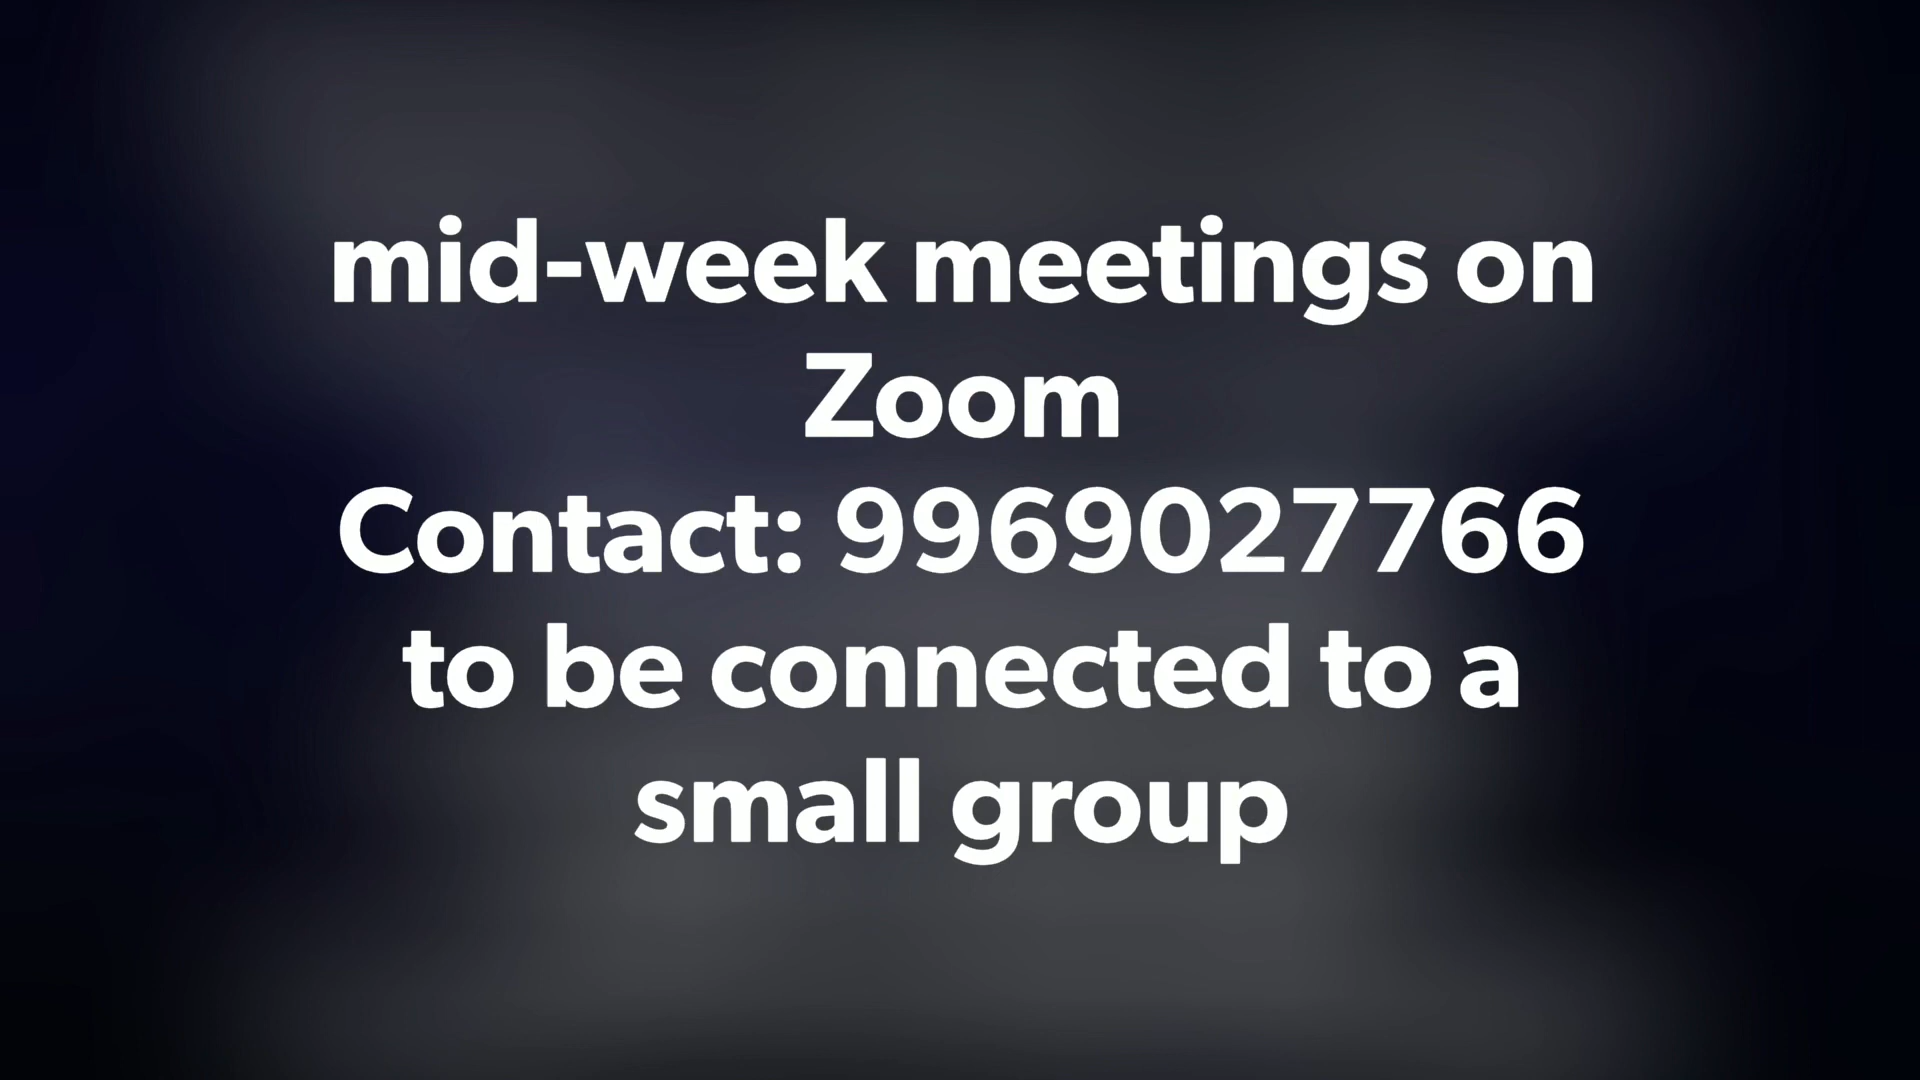 mid-week meetings on
Zoom
Contact: 9969027766
to be connected to a
small group